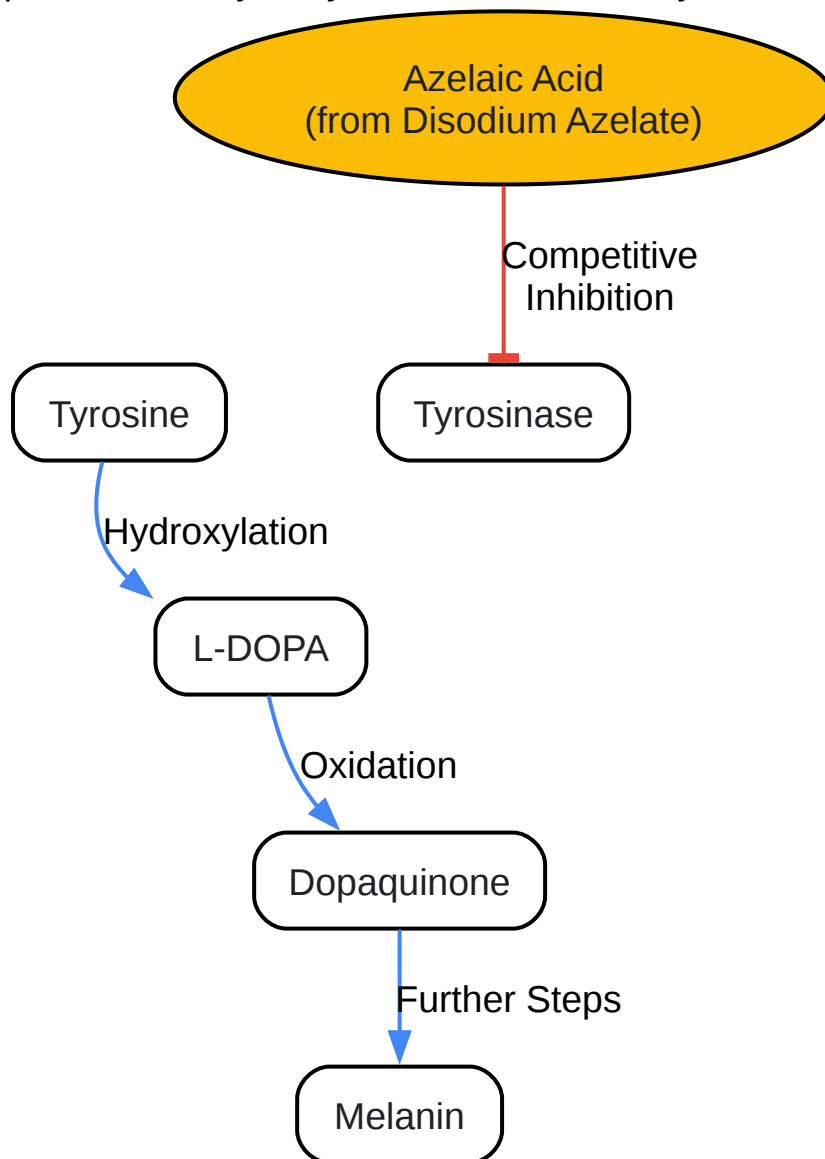 Azelaic Acid
(from Disodium Azelate)
Competitive
Inhibition
Tyrosine
Tyrosinase
Hydroxylation
L-DOPA
Oxidation
Dopaquinone
Further Steps
Melanin